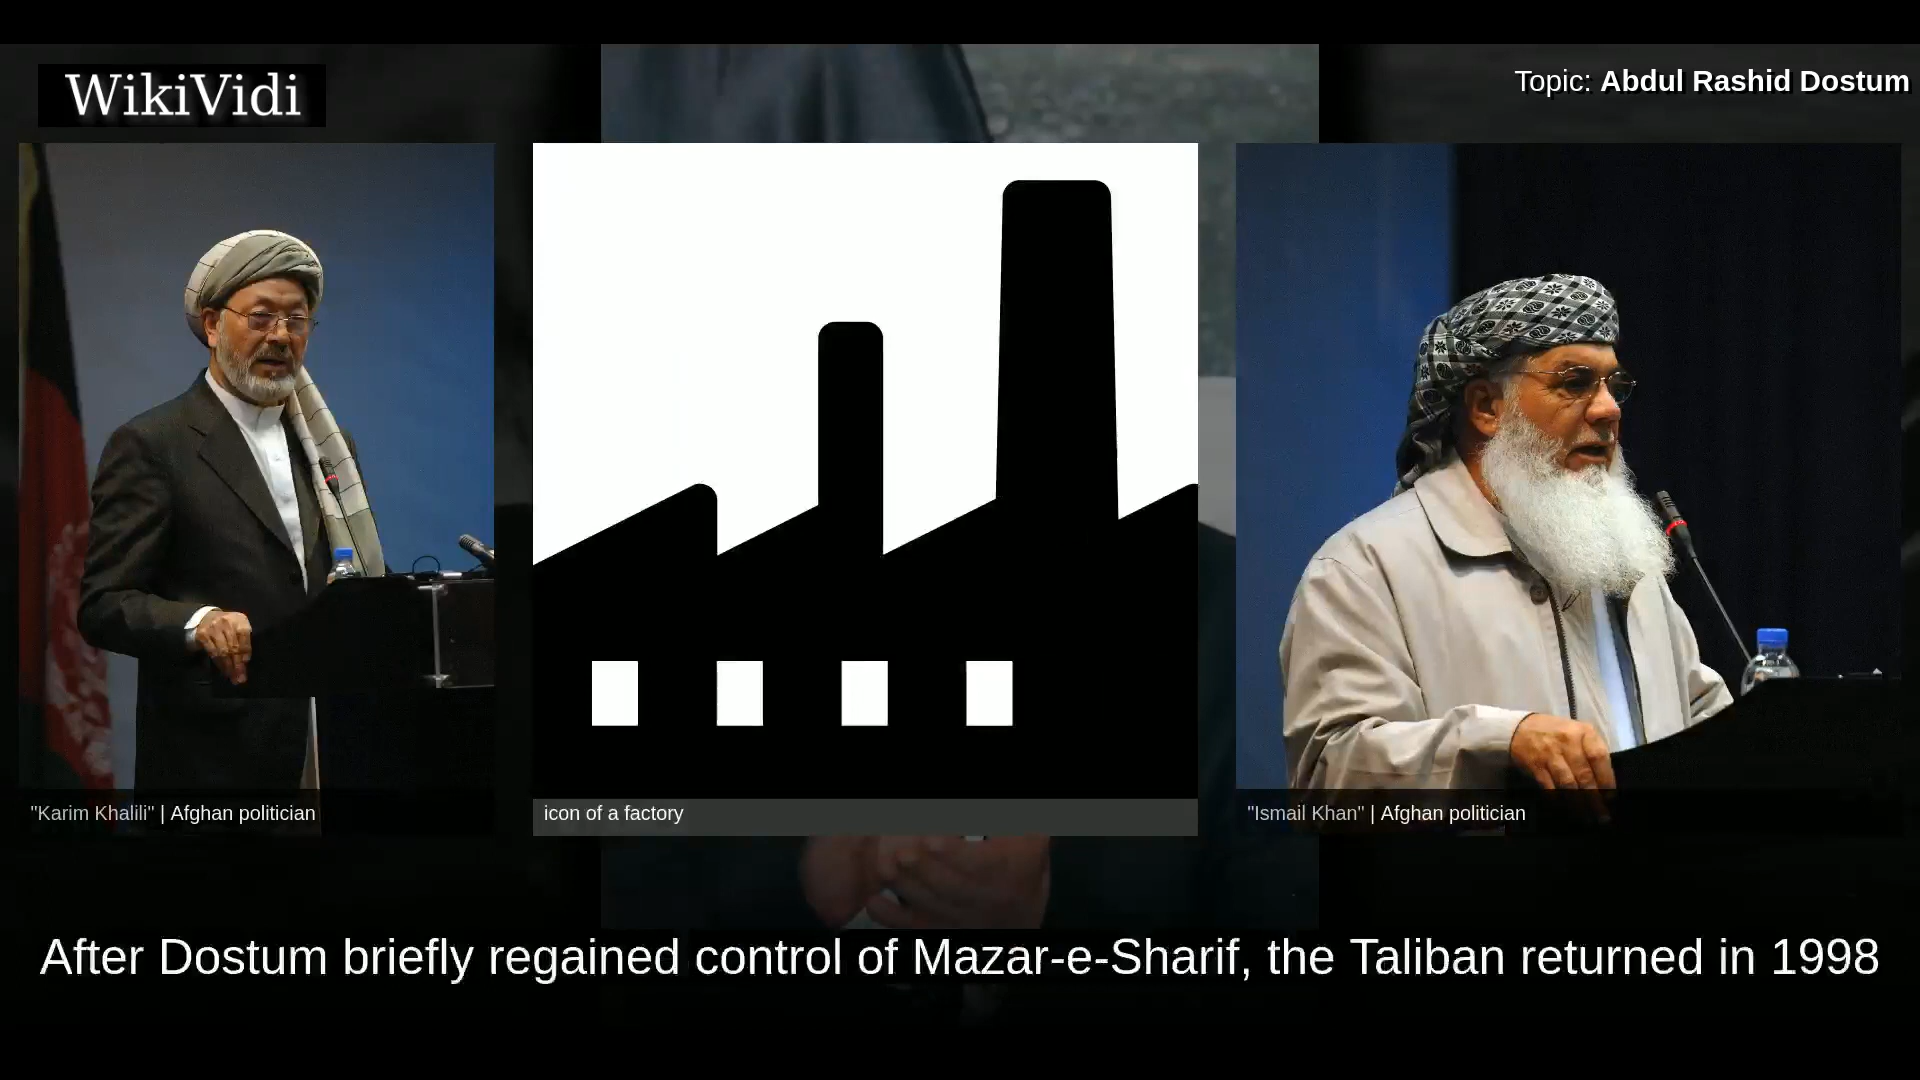 WikiVidi
Topic: Abdul Rashid Dostum
"Karim Khalili" | Afghan politician
icon of a factory
"Ismail Khan" | Afghan politician
After Dostum briefly regained control of Mazar-e-Sharif, the Taliban returned in 1998